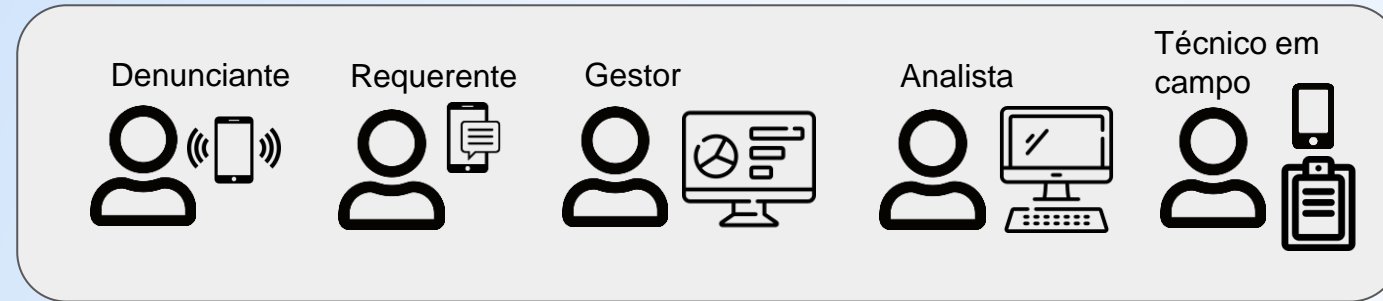 Denunciante
Requerente
Gestor
Analista
Técnico em
campo